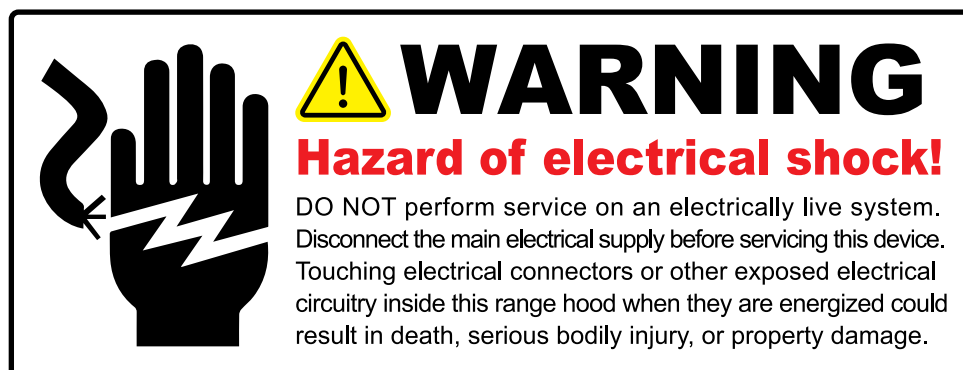 WARNING
Hazard of electrical shock!
DO NOT perform service on an electrically live system.
Disconnect the main electrical supply before servicing this device.
Touching electrical connectors or other exposed electrical
circuitry inside this range hood when they are energized could
result in death, serious bodily injury, or property damage.